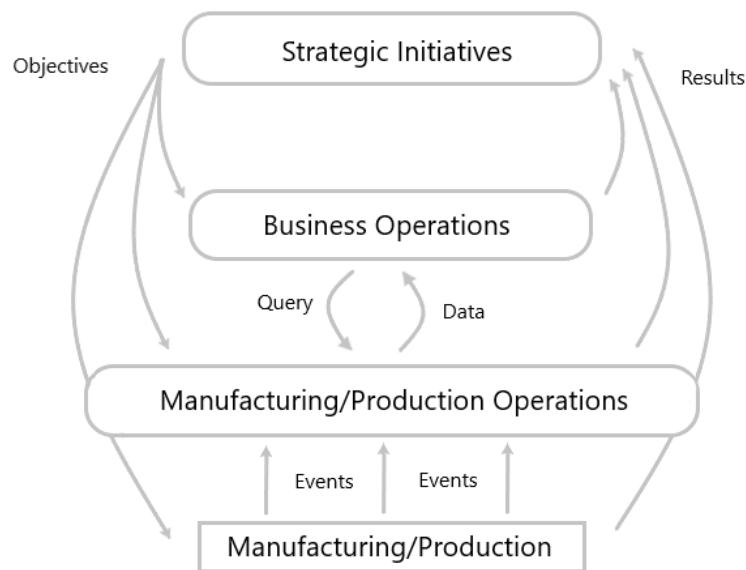 Strategic Initiatives
Objectives
Results
Business Operations
Query
Data
Manufacturing/Production Operations
Events
Events
Manufacturing/Production